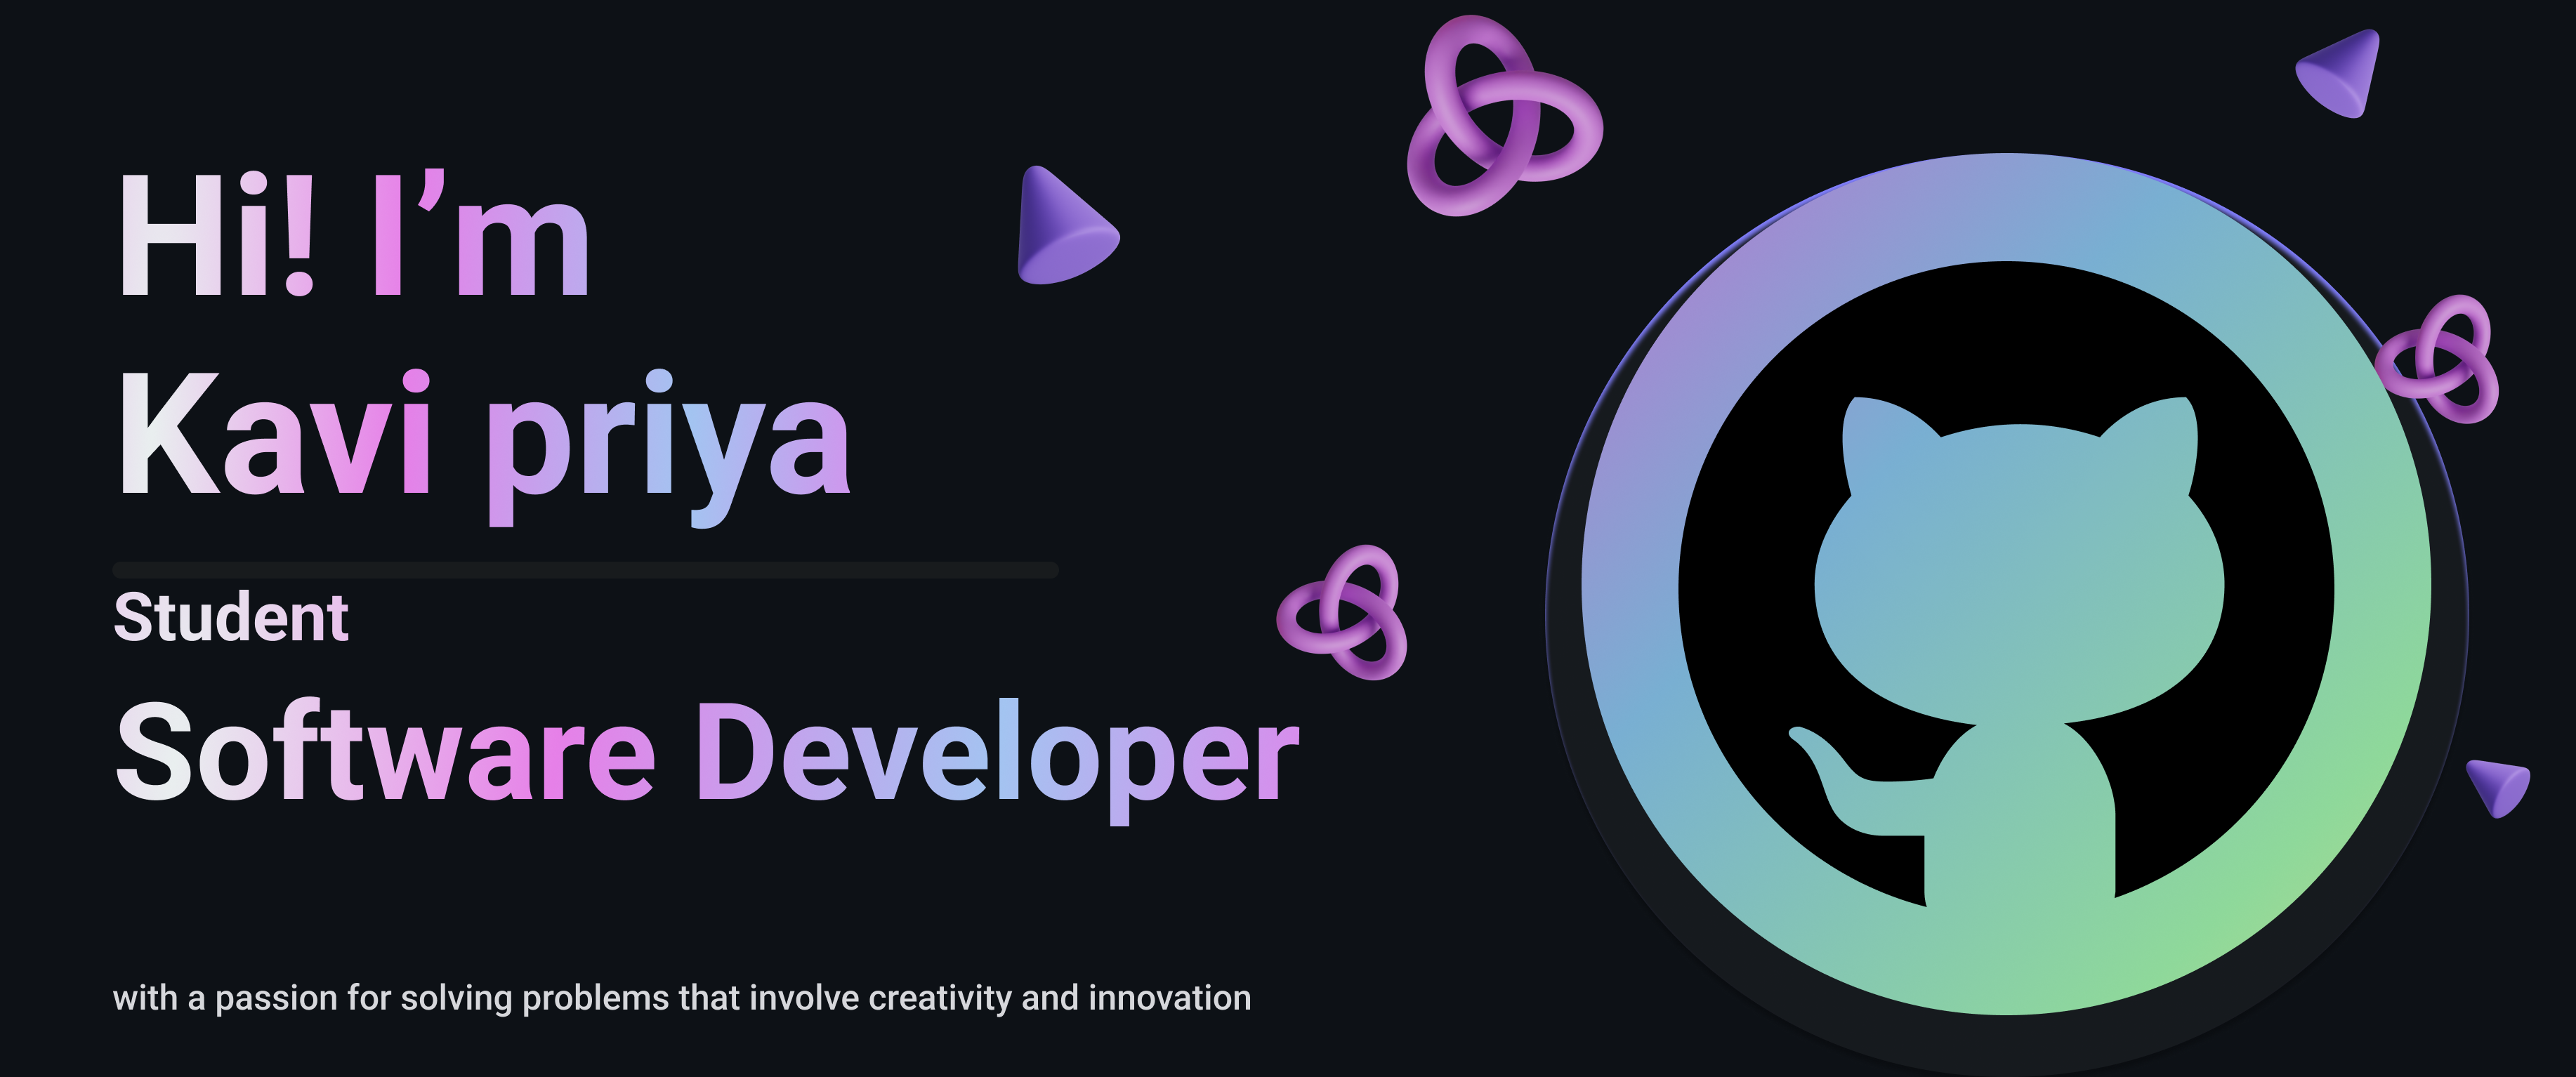 Hi! I’m
Kavi priya
Student
Software Developer
with a passion for solving problems that involve creativity and innovation